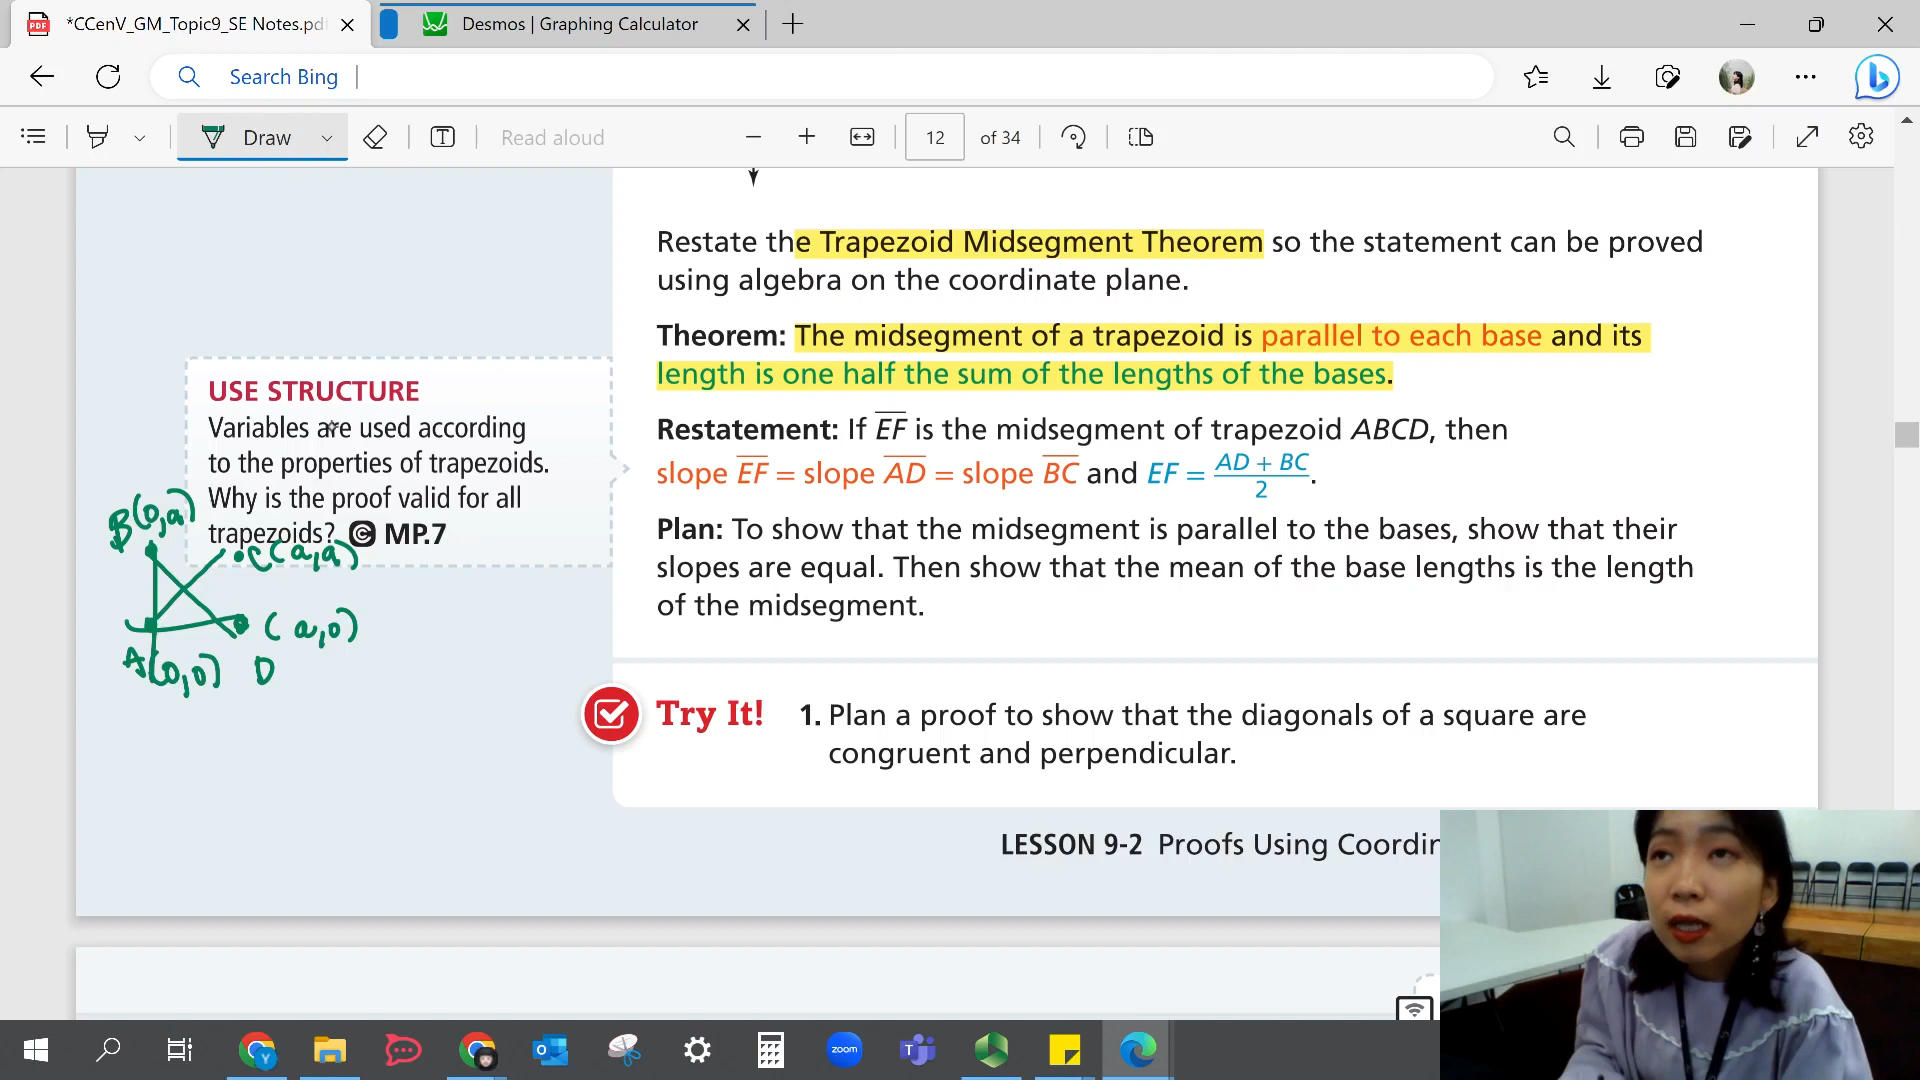 *CCenV_GM_Topic9_SE Notes.pdf
Desmos | Graphing Calculator
Search Bing
Draw
Read aloud
12
of 34
Restate the Trapezoid Midsegment Theorem so the statement can be proved
using algebra on the coordinate plane.
Theorem: The midsegment of a trapezoid is parallel to each base and its
length is one half the sum of the lengths of the bases.
USE STRUCTURE
Variables are used according
to the properties of trapezoids.
Why is the proof valid for all
trapezoids? © MP.7
Restatement: If EF is the midsegment of trapezoid ABCD, then
slope EF = slope AD = slope BC and EF = AD + BC / 2.
Plan: To show that the midsegment is parallel to the bases, show that their
slopes are equal. Then show that the mean of the base lengths is the length
of the midsegment.
B(0,a)
C(a,a)
(a,0)
A(0,0) D
Try It! 1. Plan a proof to show that the diagonals of a square are
congruent and perpendicular.
LESSON 9-2 Proofs Using Coordin
zoom